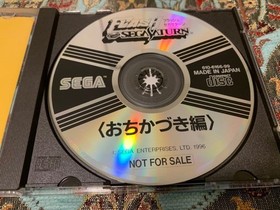 SEGA SATURN
SEGA
610-6166-99
MADE IN JAPAN
〈おちかづき編〉
SEGA ENTERPRISES, LTD. 1996
NOT FOR SALE